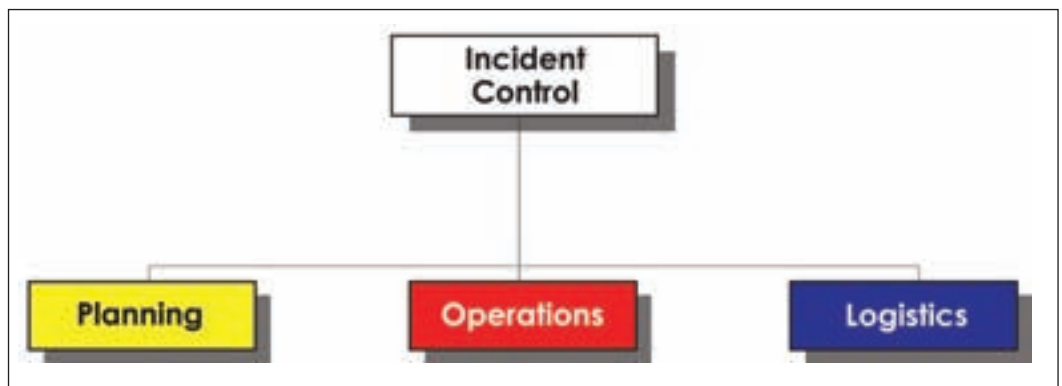 Incident
Control
Planning
Operations
Logistics